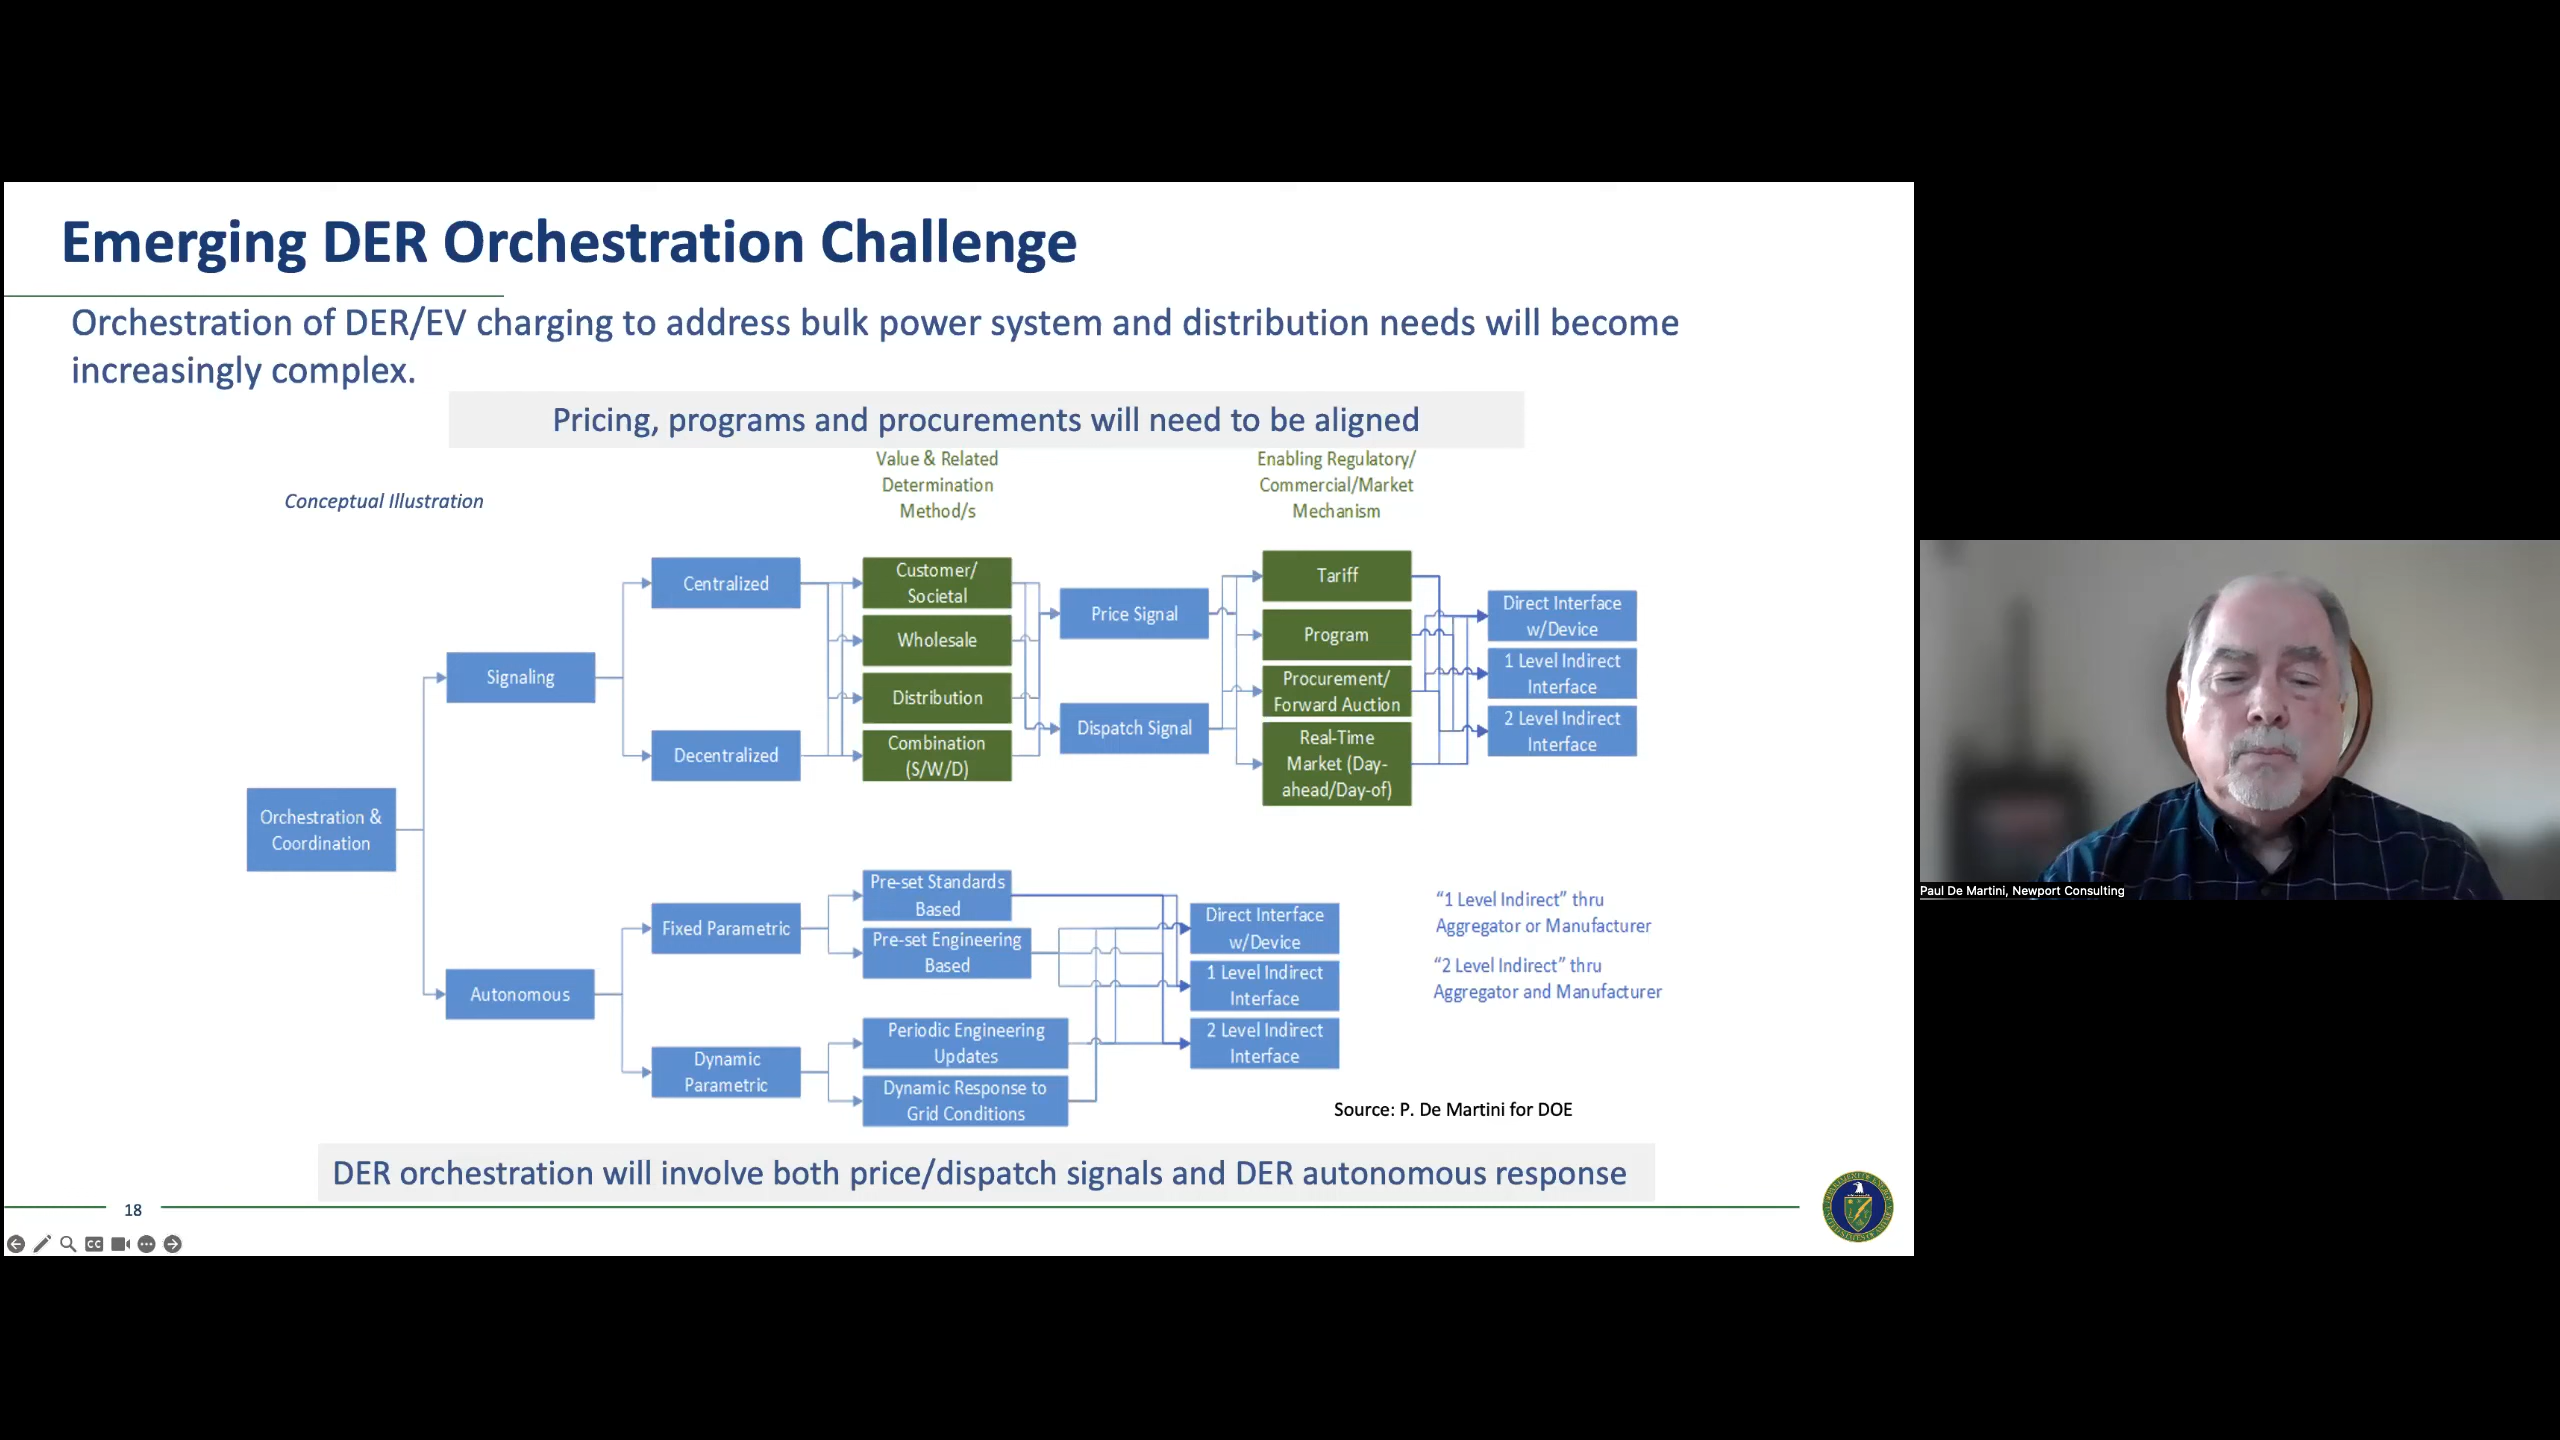 Emerging DER Orchestration Challenge
Orchestration of DER/EV charging to address bulk power system and distribution needs will become
increasingly complex.
Pricing, programs and procurements will need to be aligned
Conceptual Illustration
Value & Related
Determination
Method/s
Enabling Regulatory/
Commercial/Market
Mechanism
Orchestration &
Coordination
Signaling
Centralized
Decentralized
Customer/
Societal
Wholesale
Distribution
Combination
(S/W/D)
Price Signal
Dispatch Signal
Tariff
Program
Procurement/
Forward Auction
Real-Time
Market (Day-
ahead/Day-of)
Direct Interface
w/Device
1 Level Indirect
Interface
2 Level Indirect
Interface
Autonomous
Fixed Parametric
Dynamic
Parametric
Pre-set Standards
Based
Pre-set Engineering
Based
Periodic Engineering
Updates
Dynamic Response to
Grid Conditions
Direct Interface
w/Device
1 Level Indirect
Interface
2 Level Indirect
Interface
“1 Level Indirect” thru
Aggregator or Manufacturer
“2 Level Indirect” thru
Aggregator and Manufacturer
Source: P. De Martini for DOE
DER orchestration will involve both price/dispatch signals and DER autonomous response
18
CC
Paul De Martini, Newport Consulting